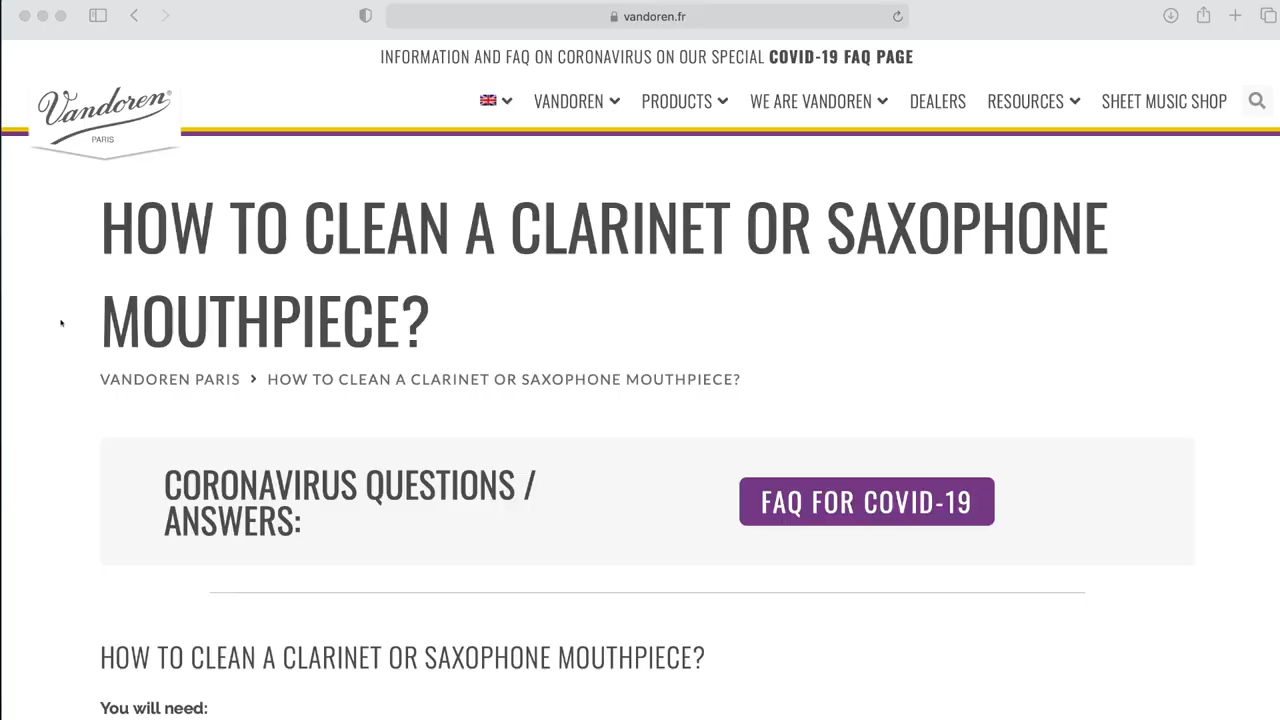 vandoren.fr
INFORMATION AND FAQ ON CORONAVIRUS ON OUR SPECIAL COVID-19 FAQ PAGE
Vandoren®
PARIS
VANDOREN PRODUCTS WE ARE VANDOREN DEALERS RESOURCES SHEET MUSIC SHOP
HOW TO CLEAN A CLARINET OR SAXOPHONE
MOUTHPIECE?
VANDOREN PARIS > HOW TO CLEAN A CLARINET OR SAXOPHONE MOUTHPIECE?
CORONAVIRUS QUESTIONS /
ANSWERS:
FAQ FOR COVID-19
HOW TO CLEAN A CLARINET OR SAXOPHONE MOUTHPIECE?
You will need: